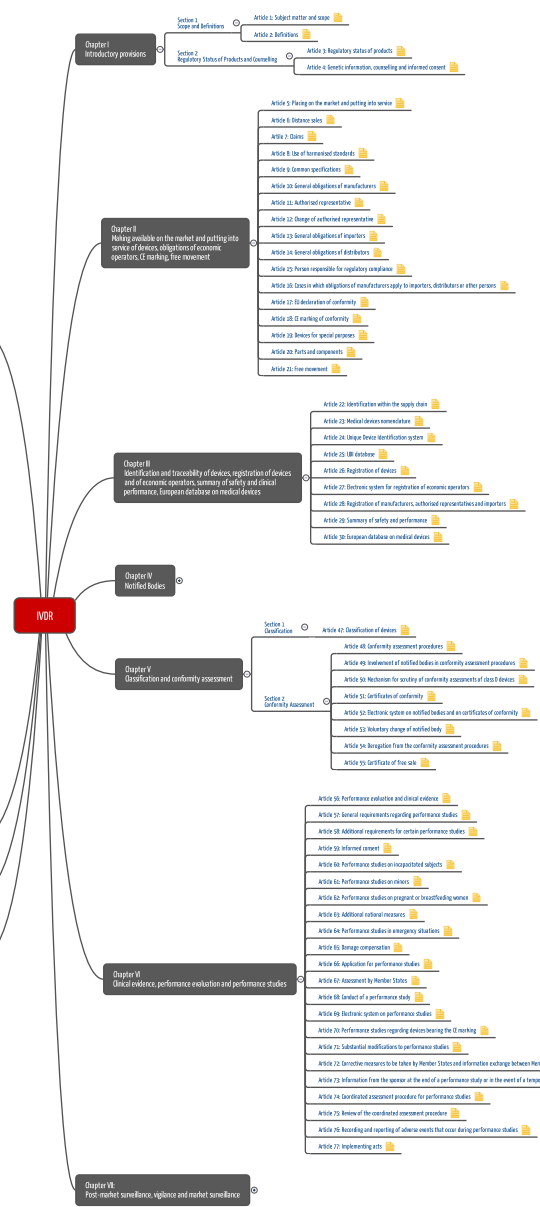 IVDR
Chapter I
Introductory provisions
Section 1
Scope and Definitions
Article 1: Subject matter and scope
Article 2: Definitions
Section 2
Regulatory Status of Products and Counselling
Article 3: Regulatory status of products
Article 4: Genetic information, counselling and informed consent
Chapter II
Making available on the market and putting into
service of devices, obligations of economic
operators, CE marking, free movement
Article 5: Placing on the market and putting into service
Article 6: Distance sales
Artile 7: Claims
Article 8: Use of harmonised standards
Article 9: Common specifications
Article 10: General obligations of manufacturers
Article 11: Authorised representative
Article 12: Change of authorised representative
Article 13: General obligations of importers
Article 14: General obligations of distributors
Article 15: Person responsible for regulatory compliance
Article 16: Cases in which obligations of manufacturers apply to importers, distributors or other persons
Article 17: EU declaration of conformity
Article 18: CE marking of conformity
Article 19: Devices for special purposes
Article 20: Parts and components
Article 21: Free movement
Chapter III
Identification and traceability of devices, registration of devices
and of economic operators, summary of safety and clinical
performance, European database on medical devices
Article 22: Identification within the supply chain
Article 23: Medical devices nomenclature
Article 24: Unique Device Identification system
Article 25: UDI database
Article 26: Registration of devices
Article 27: Electronic system for registration of economic operators
Article 28: Registration of manufacturers, authorised representatives and importers
Article 29: Summary of safety and performance
Article 30: European database on medical devices
Chapter IV
Notified Bodies
Chapter V
Classification and conformity assessment
Section 1
Classification
Article 47: Classification of devices
Section 2
Conformity Assessment
Article 48: Conformity assessment procedures
Article 49: Involvement of notified bodies in conformity assessment procedures
Article 50: Mechanism for scrutiny of conformity assessments of class D devices
Article 51: Certificates of conformity
Article 52: Electronic system on notified bodies and on certificates of conformity
Article 53: Voluntary change of notified body
Article 54: Derogation from the conformity assessment procedures
Article 55: Certificate of free sale
Chapter VI
Clinical evidence, performance evaluation and performance studies
Article 56: Performance evaluation and clinical evidence
Article 57: General requirements regarding performance studies
Article 58: Additional requirements for certain performance studies
Article 59: Informed consent
Article 60: Performance studies on incapacitated subjects
Article 61: Performance studies on minors
Article 62: Performance studies on pregnant or breastfeeding women
Article 63: Additional national measures
Article 64: Performance studies in emergency situations
Article 65: Damage compensation
Article 66: Application for performance studies
Article 67: Assessment by Member States
Article 68: Conduct of a performance study
Article 69: Electronic system on performance studies
Article 70: Performance studies regarding devices bearing the CE marking
Article 71: Substantial modifications to performance studies
Article 72: Corrective measures to be taken by Member States and information exchange between Mem
Article 73: Information from the sponsor at the end of a performance study or in the event of a tempo
Article 74: Coordinated assessment procedure for performance studies
Article 75: Review of the coordinated assessment procedure
Article 76: Recording and reporting of adverse events that occur during performance studies
Article 77: Implementing acts
Chapter VII:
Post-market surveillance, vigilance and market surveillance